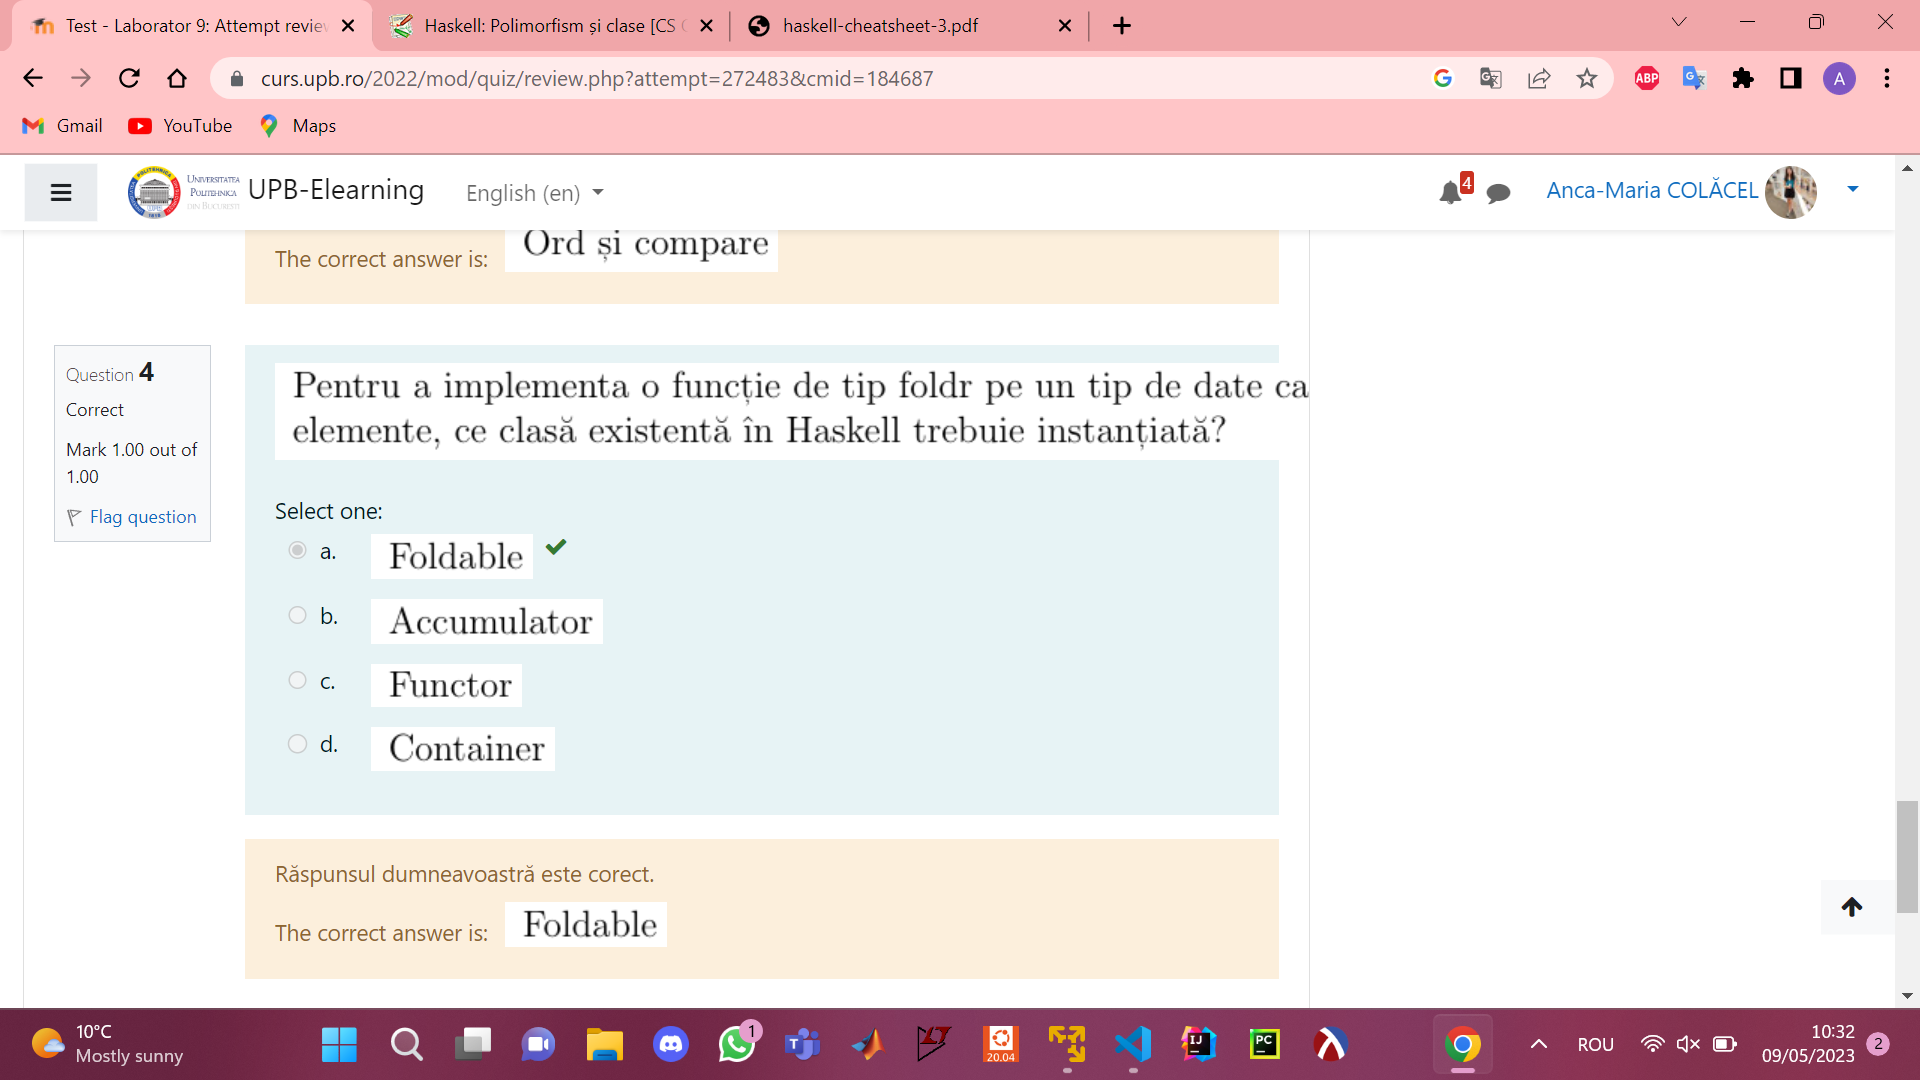 Test - Laborator 9: Attempt review
Haskell: Polimorfism și clase [CS
haskell-cheatsheet-3.pdf
curs.upb.ro/2022/mod/quiz/review.php?attempt=272483&cmid=184687
ABP
A
Gmail
YouTube
Maps
UNIVERSITATEA
POLITEHNICA
DIN BUCUREȘTI
UPB-Elearning
English (en)
4
Anca-Maria COLĂCEL
The correct answer is: Ord și compare
Question 4
Correct
Mark 1.00 out of
1.00
Flag question
Pentru a implementa o funcție de tip foldr pe un tip de date ca
elemente, ce clasă existentă în Haskell trebuie instanțiată?
Select one:
a. Foldable
b. Accumulator
c. Functor
d. Container
Răspunsul dumneavoastră este corect.
The correct answer is: Foldable
10°C
Mostly sunny
1
20.04
IJ
PC
ROU
10:32
09/05/2023
2